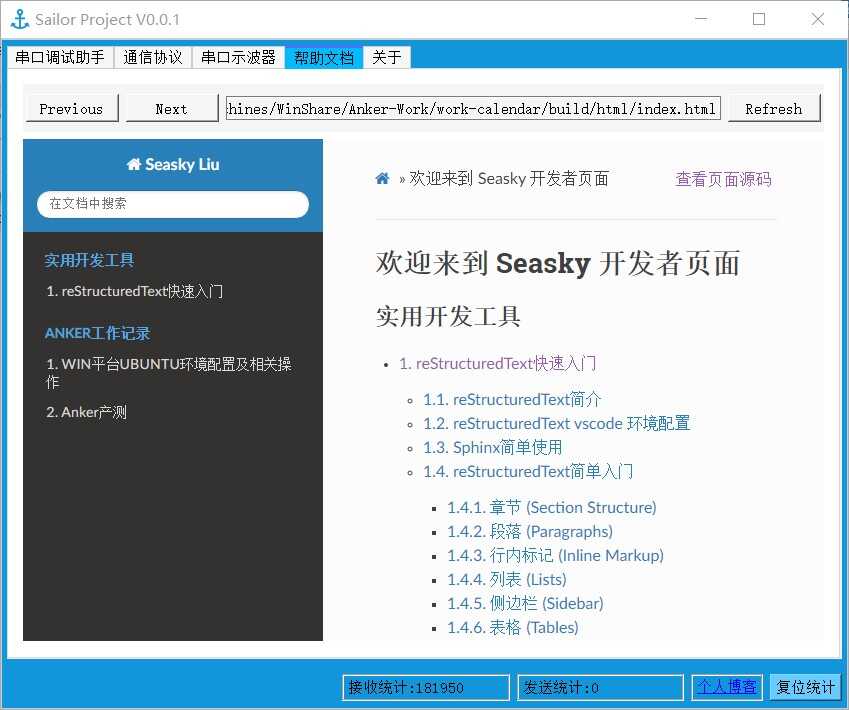 Sailor Project V0.0.1
串口调试助手 通信协议 串口示波器 帮助文档 关于
Previous Next hines/WinShare/Anker-Work/work-calendar/build/html/index.html Refresh
Seasky Liu
在文档中搜索
实用开发工具
1. reStructuredText快速入门
ANKER工作记录
1. WIN平台UBUNTU环境配置及相关操
作
2. Anker产测
» 欢迎来到 Seasky 开发者页面 查看页面源码
欢迎来到 Seasky 开发者页面
实用开发工具
• 1. reStructuredText快速入门
1.1. reStructuredText简介
1.2. reStructuredText vscode 环境配置
1.3. Sphinx简单使用
1.4. reStructuredText简单入门
1.4.1. 章节 (Section Structure)
1.4.2. 段落 (Paragraphs)
1.4.3. 行内标记 (Inline Markup)
1.4.4. 列表 (Lists)
1.4.5. 侧边栏 (Sidebar)
1.4.6. 表格 (Tables)
接收统计:181950 发送统计:0 个人博客 复位统计